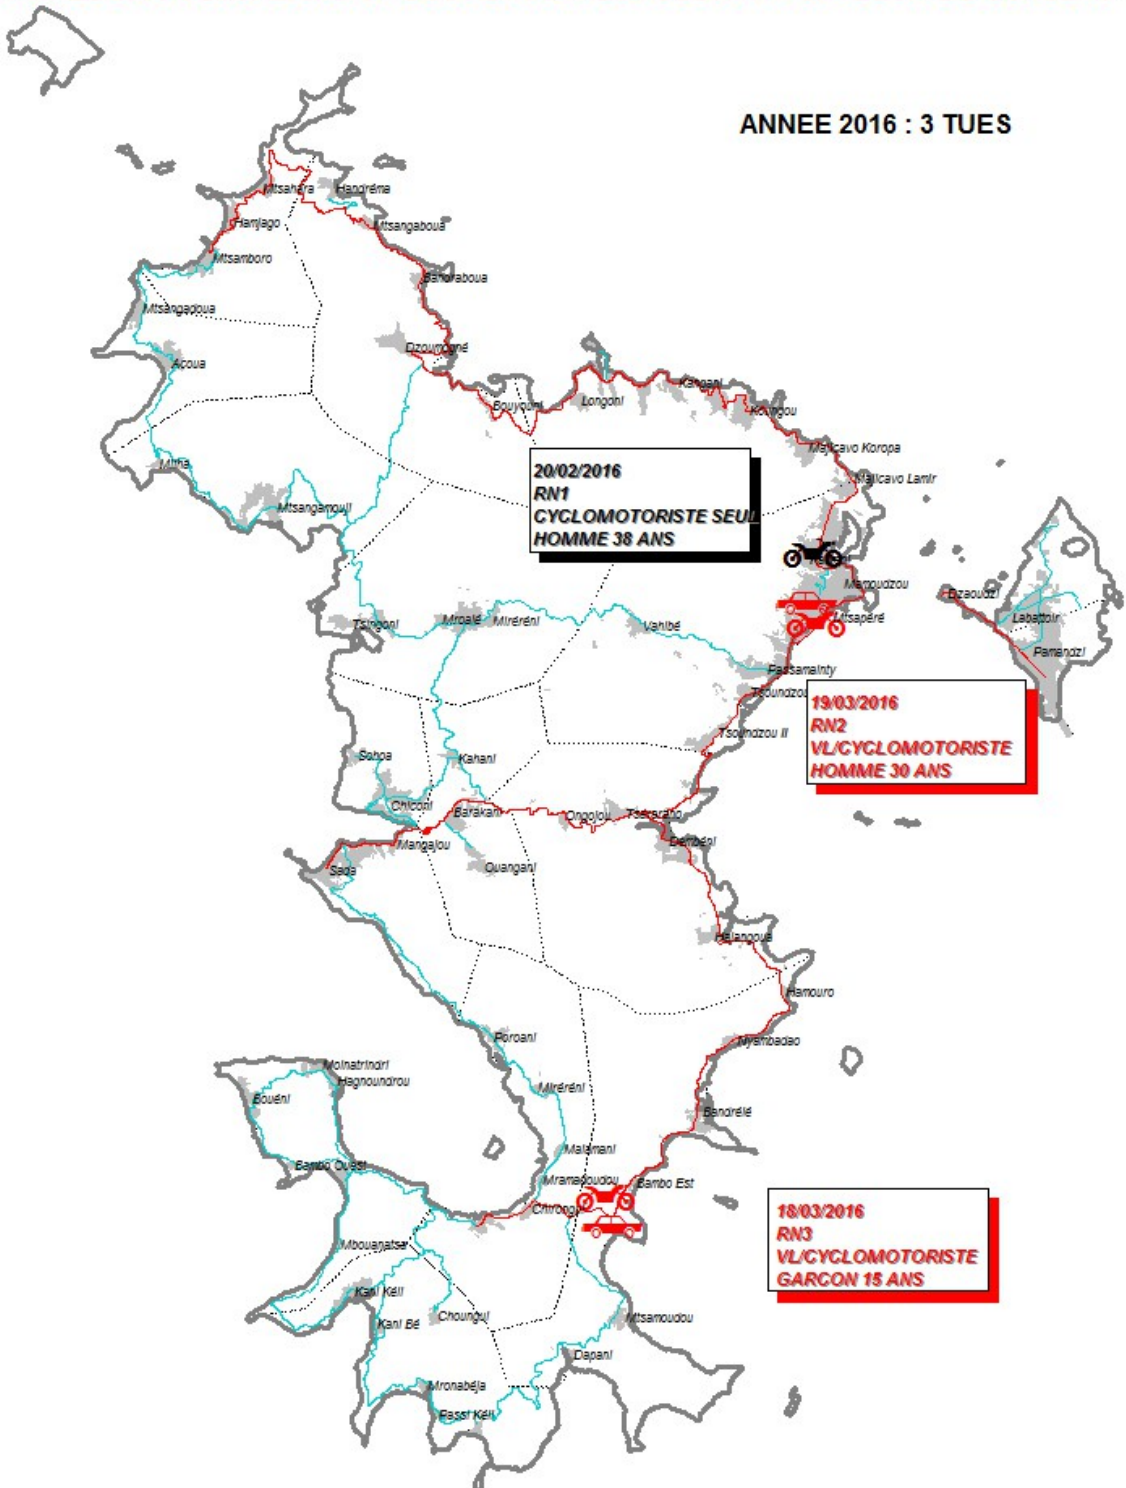 ANNEE 2016 : 3 TUES
Mtsahara
Handréma
Hamjago
Mtsangaboua
Mtsamboro
Bandraboua
Mtsangadoua
Dzoumogné
Acoua
Kangani
Bouyouni
Longoni
Koungou
Majicavo Koropa
Mliha
Majicavo Lamir
Mtsangamouji
20/02/2016
RN1
CYCLOMOTORISTE SEUL
HOMME 38 ANS
Mamoudzou
Dzaoudzi
Labattoir
Pamandzi
Tsingoni
Mroalé
Miréréni
Vahibé
Mtsapéré
Passamainty
Tsoundzou
Tsoundzou II
19/03/2016
RN2
VL/CYCLOMOTORISTE
HOMME 30 ANS
Sohoa
Kahani
Chiconi
Barakani
Ongojou
Tsararano
Mangajou
Dembéni
Sada
Ouangani
Hajangoua
Hamouro
Poroani
Nyambadao
Moinatrindri
Hagnoundrou
Miréréni
Bouéni
Bandrélé
Malamani
Bambo Ouest
Mramadoudou
Bambo Est
Chirongui
18/03/2016
RN3
VL/CYCLOMOTORISTE
GARCON 15 ANS
Mbouanatsa
Kani Kéli
Choungui
Kani Bé
Mtsamoudou
Dapani
Mronabéja
Passi Kéli